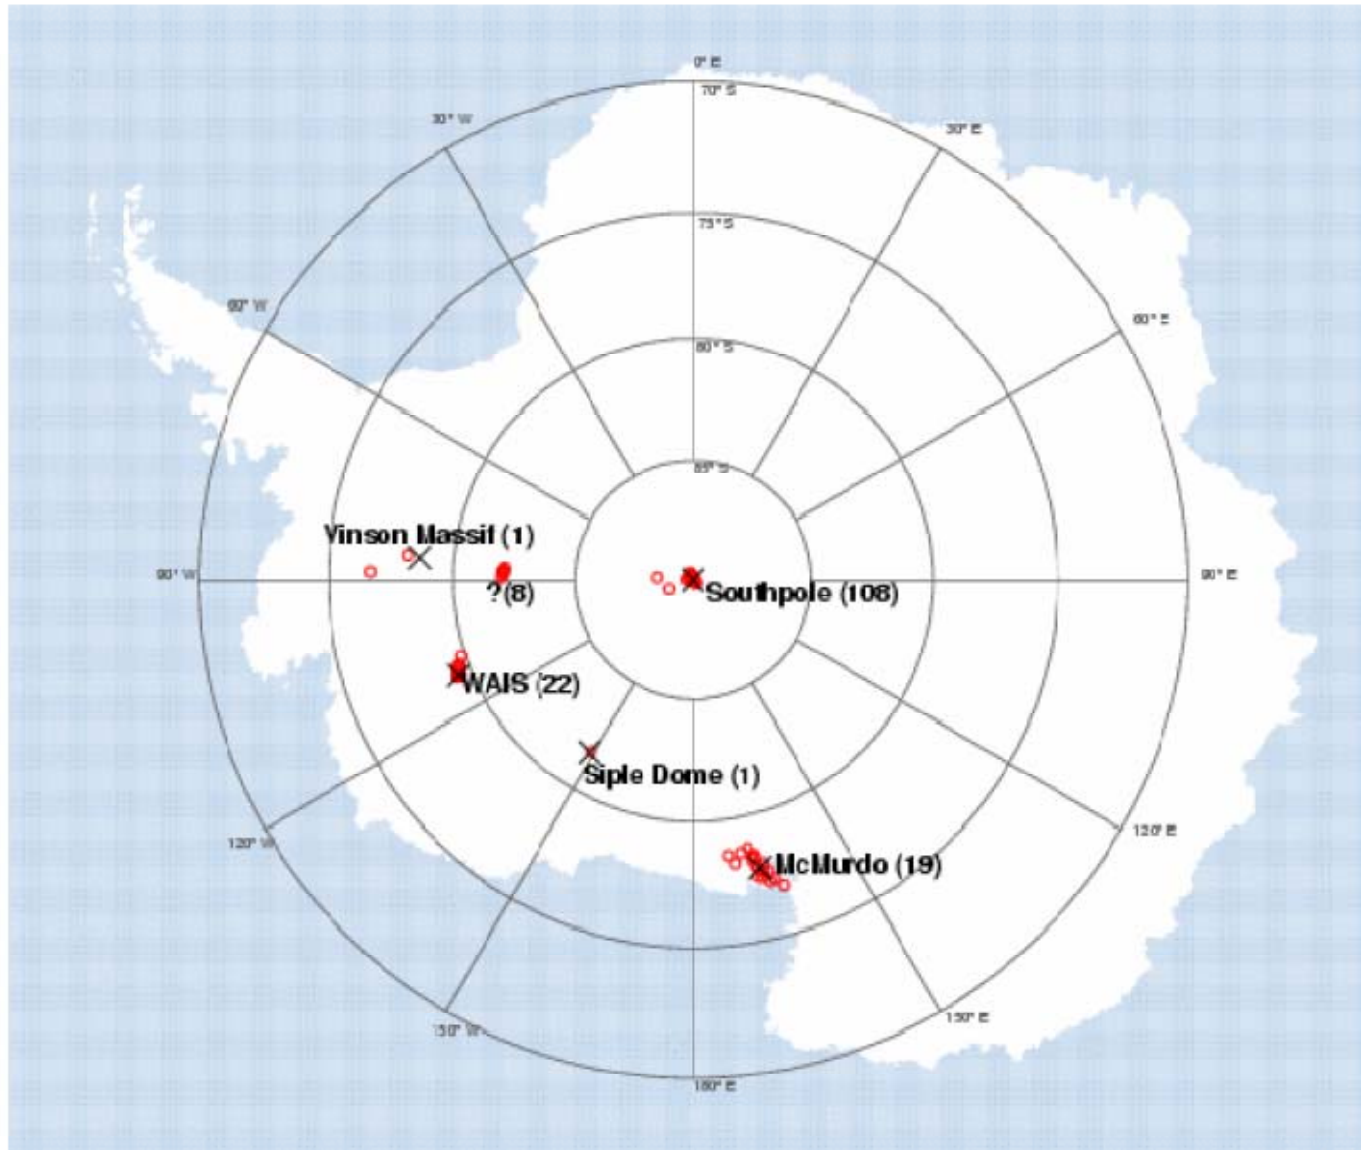 0° E
70° S
30° W
30° E
75° S
60° W
60° E
80° S
85° S
Vinson Massif (1)
90° W
90° E
?(8)
Southpole (108)
WAIS (22)
Siple Dome (1)
120° W
120° E
McMurdo (19)
150° W
150° E
180° E